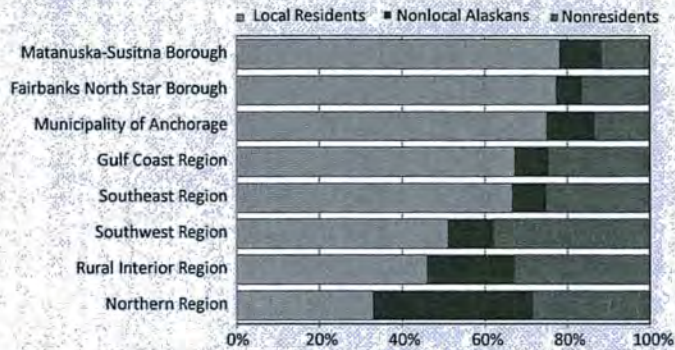 Local Residents Nonlocal Alaskans Nonresidents
Matanuska-Susitna Borough
Fairbanks North Star Borough
Municipality of Anchorage
Gulf Coast Region
Southeast Region
Southwest Region
Rural Interior Region
Northern Region
0% 20% 40% 60% 80% 100%